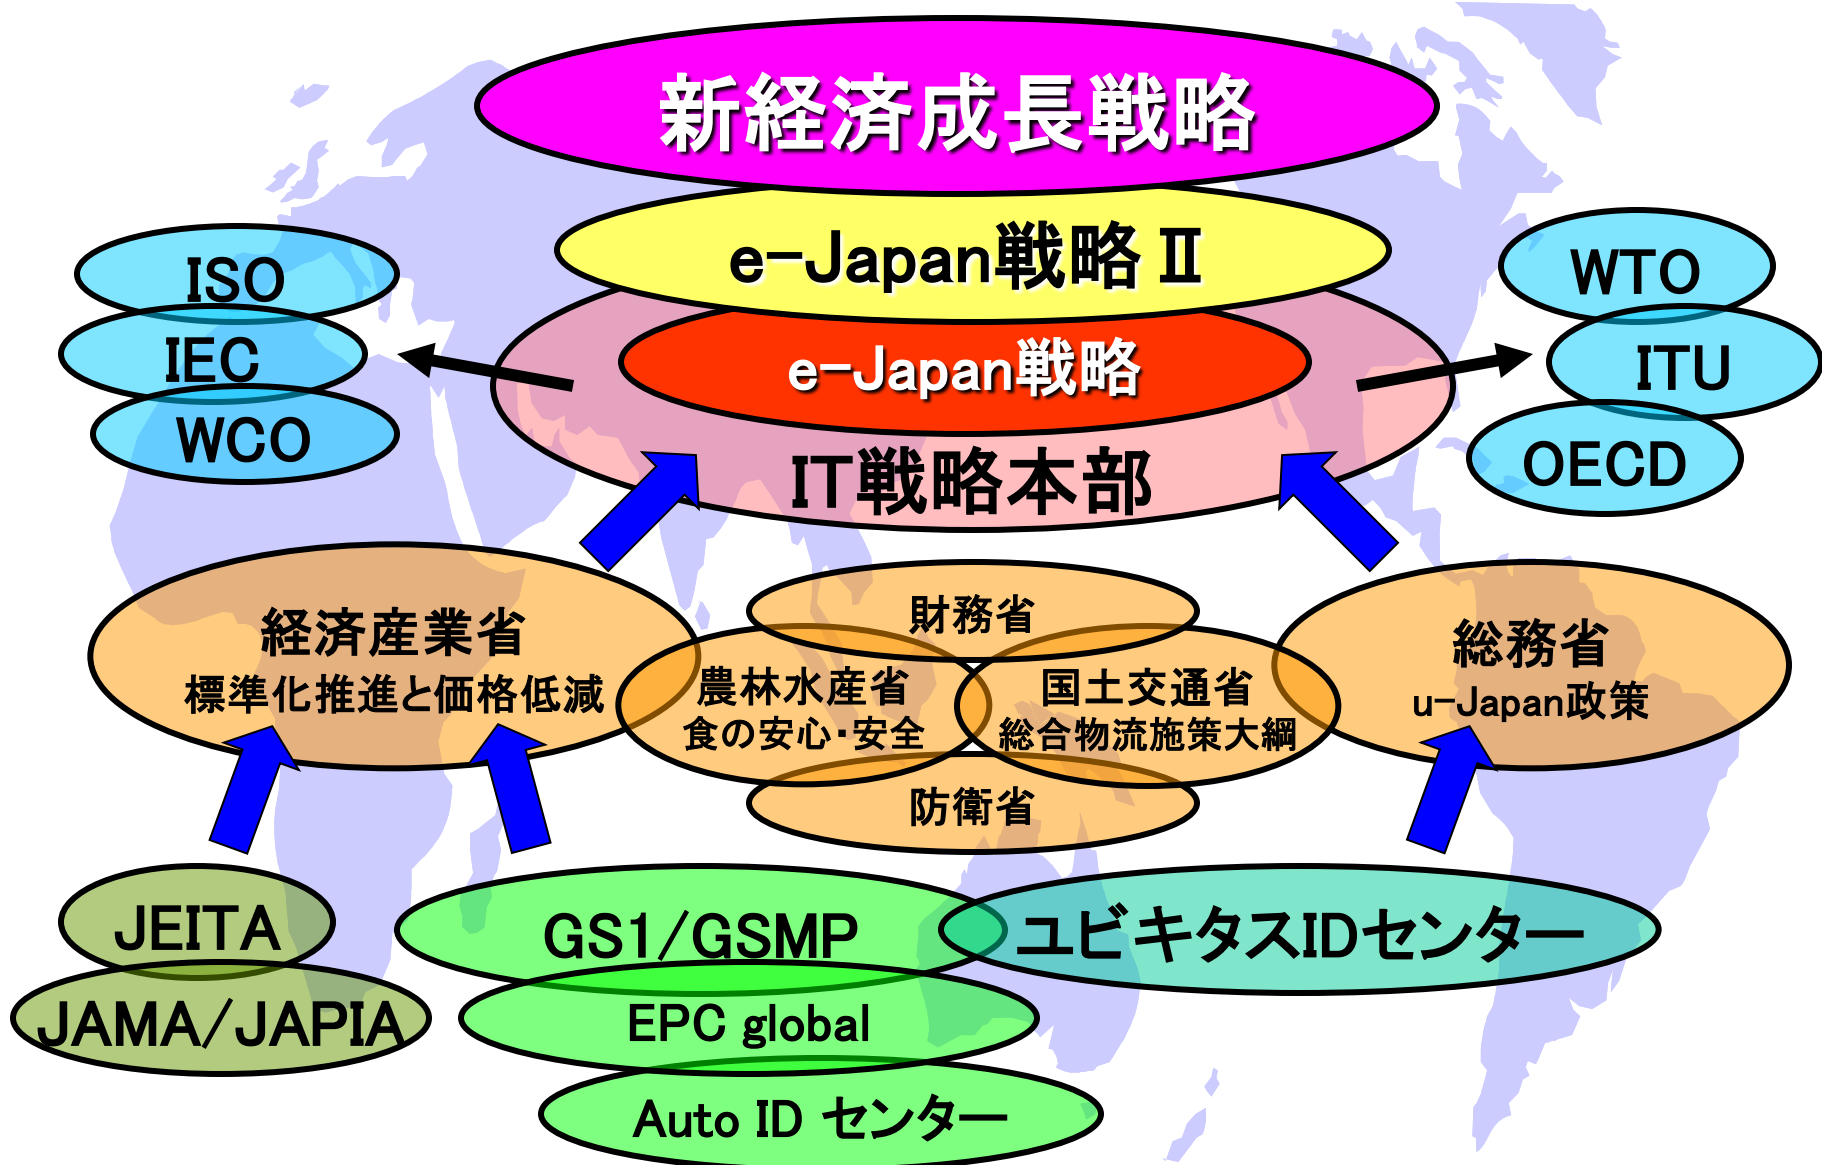 新経済成長戦略
e-Japan戦略Ⅱ
e-Japan戦略
IT戦略本部
ISO
IEC
WCO
WTO
ITU
OECD
経済産業省
標準化推進と価格低減
財務省
農林水産省
食の安心・安全
国土交通省
総合物流施策大綱
防衛省
総務省
u-Japan政策
JEITA
JAMA/JAPIA
GS1/GSMP
EPC global
Auto ID センター
ユビキタスIDセンター